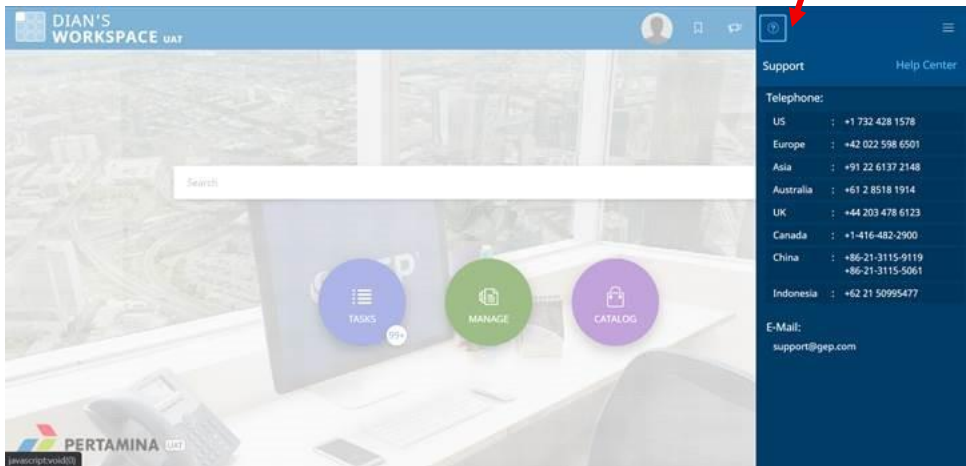 DIAN'S
WORKSPACE UAT
Support
Help Center
Telephone:
US : +1 732 428 1578
Europe : +42 022 598 6501
Asia : +91 22 6137 2148
Australia : +61 2 8518 1914
UK : +44 203 478 6123
Canada : +1-416-482-2900
China : +86-21-3115-9119
+86-21-3115-5061
Indonesia : +62 21 50995477
E-Mail:
support@gep.com
Search
TASKS
99+
MANAGE
CATALOG
PERTAMINA UAT
javascript:void(0)